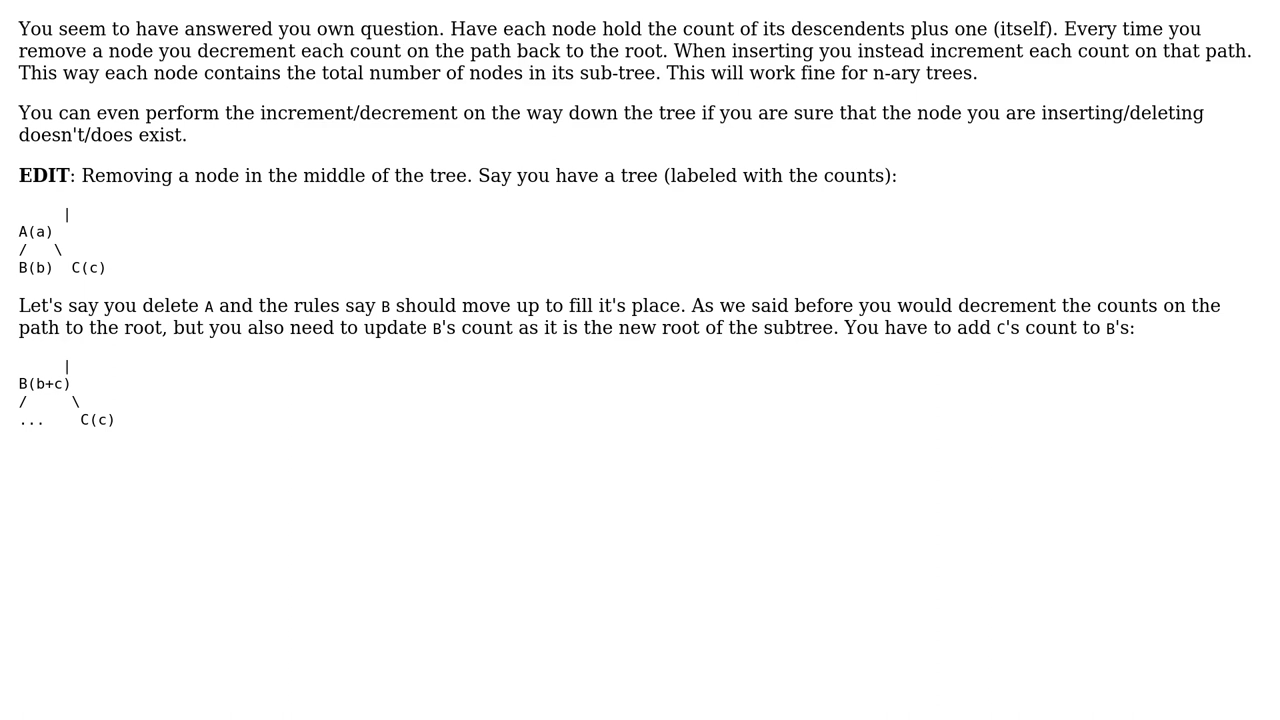 You seem to have answered you own question. Have each node hold the count of its descendents plus one (itself). Every time you
remove a node you decrement each count on the path back to the root. When inserting you instead increment each count on that path.
This way each node contains the total number of nodes in its sub-tree. This will work fine for n-ary trees.
You can even perform the increment/decrement on the way down the tree if you are sure that the node you are inserting/deleting
doesn't/does exist.
EDIT: Removing a node in the middle of the tree. Say you have a tree (labeled with the counts):
     |
A(a)
/   \
B(b)  C(c)
Let's say you delete A and the rules say B should move up to fill it's place. As we said before you would decrement the counts on the
path to the root, but you also need to update B's count as it is the new root of the subtree. You have to add C's count to B's:
     |
B(b+c)
/     \
...    C(c)